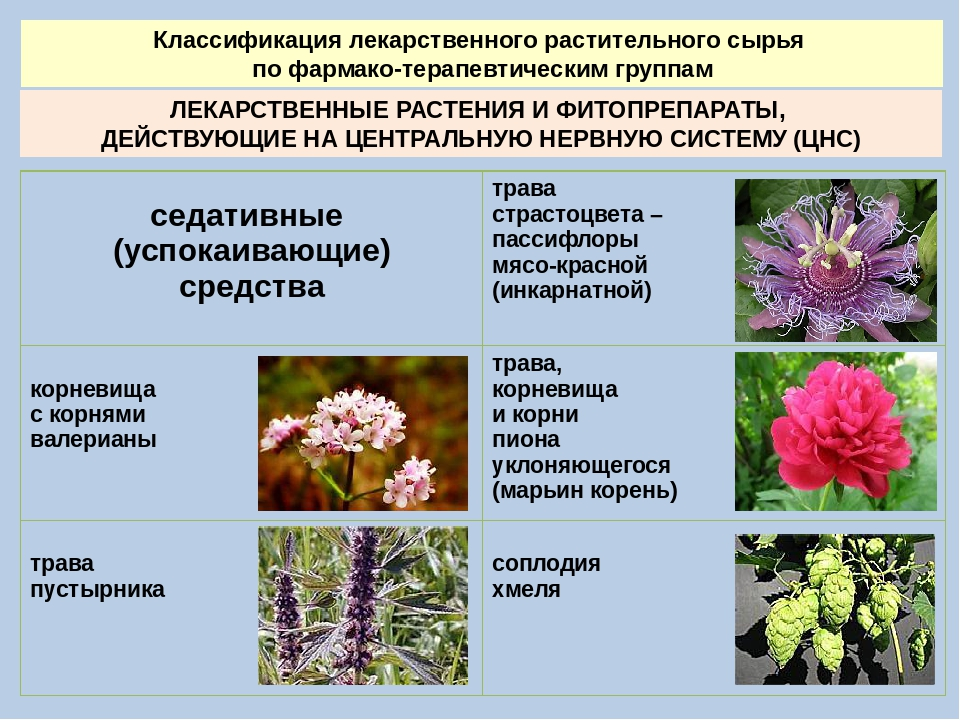 Классификация лекарственного растительного сырья
по фармако-терапевтическим группам
ЛЕКАРСТВЕННЫЕ РАСТЕНИЯ И ФИТОПРЕПАРАТЫ,
ДЕЙСТВУЮЩИЕ НА ЦЕНТРАЛЬНУЮ НЕРВНУЮ СИСТЕМУ (ЦНС)
седативные
(успокаивающие)
средства
трава
страстоцвета –
пассифлоры
мясо-красной
(инкарнатной)
корневища
с корнями
валерианы
трава,
корневища
и корни
пиона
уклоняющегося
(марьин корень)
трава
пустырника
соплодия
хмеля